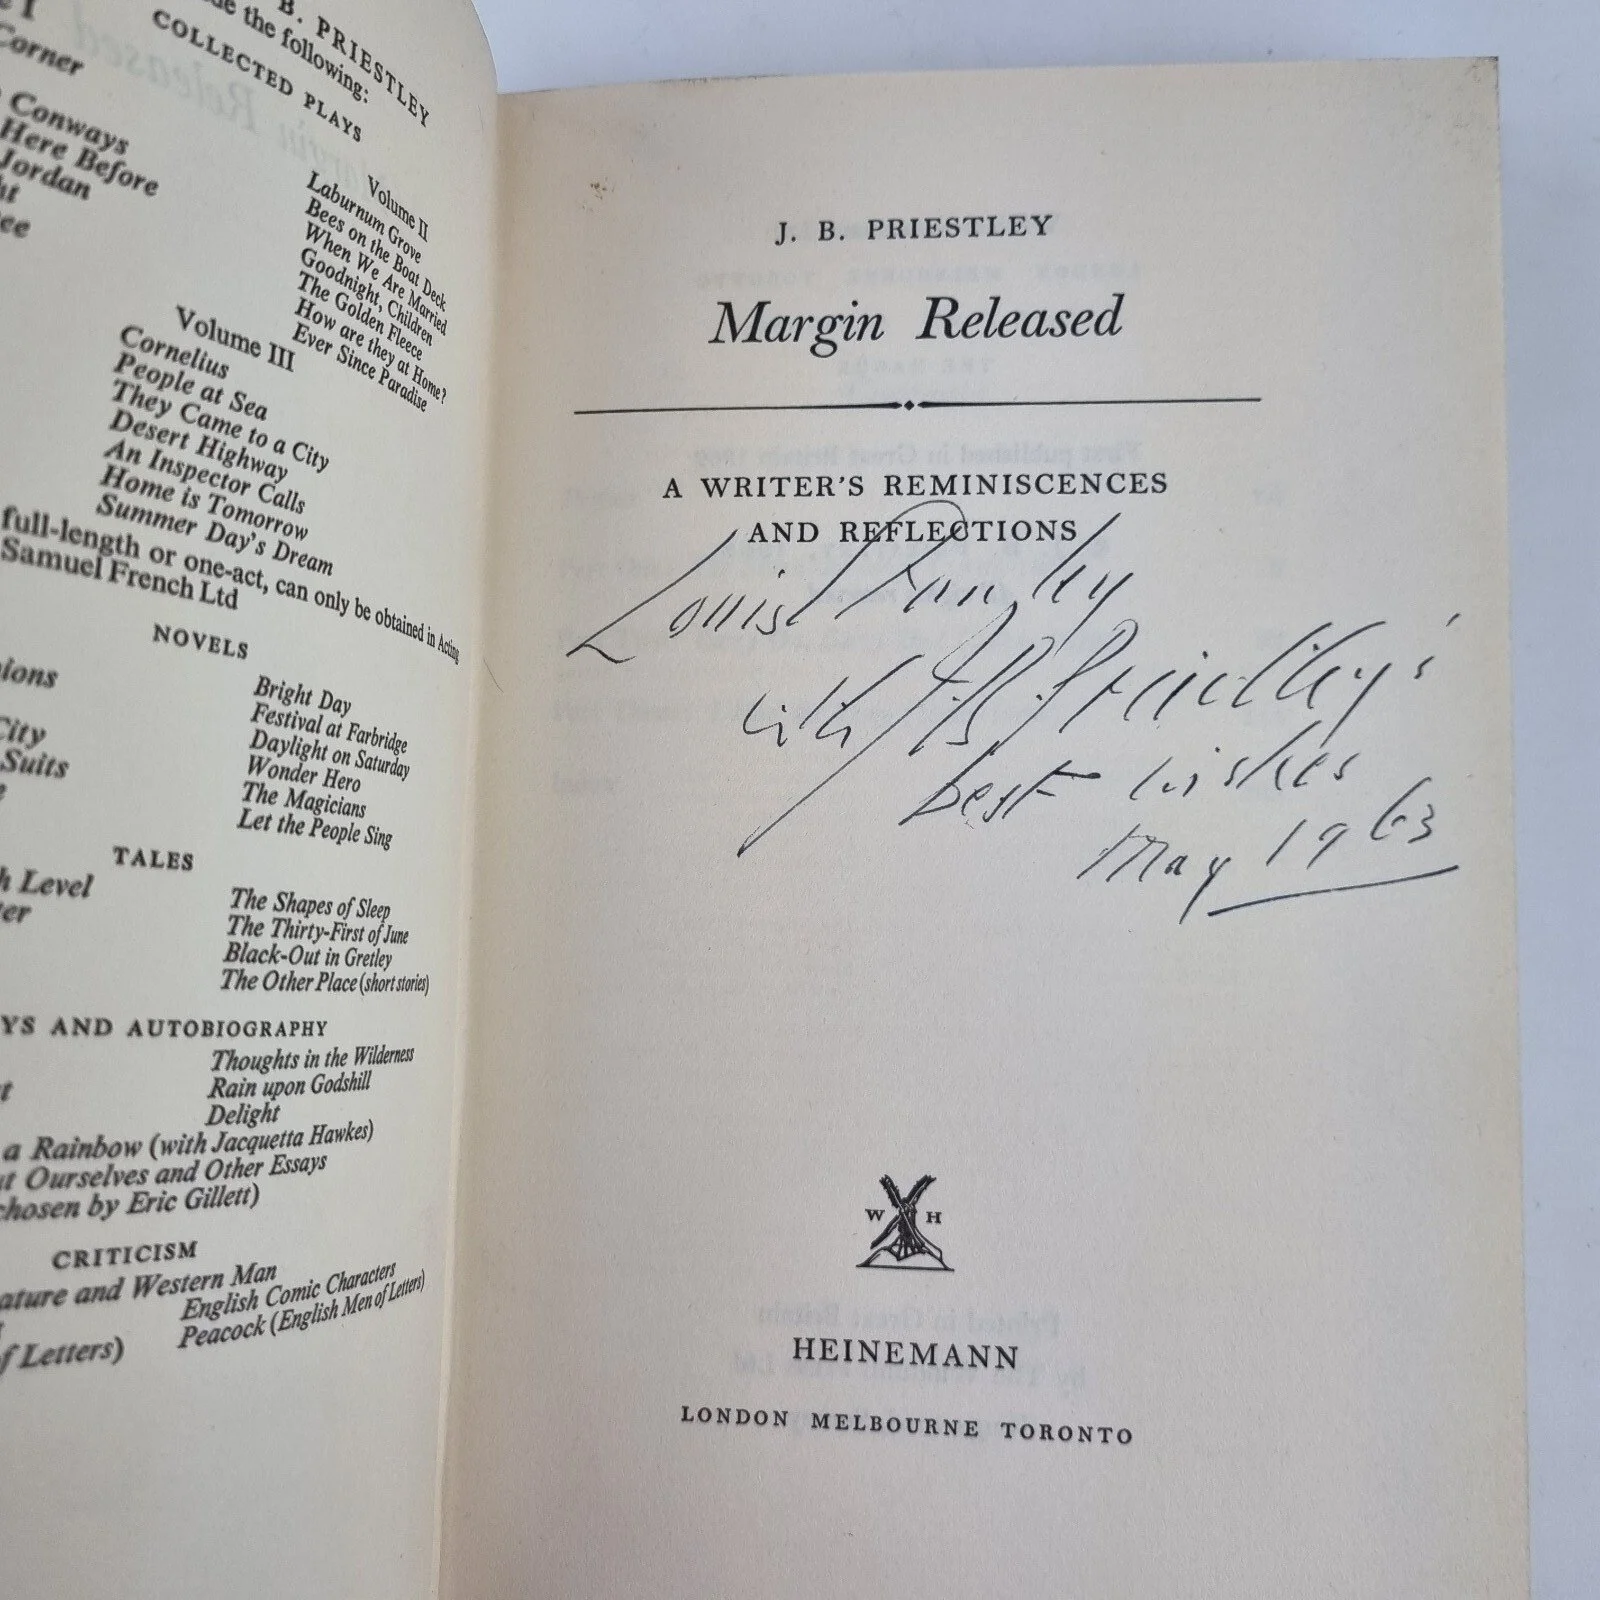 B. PRIESTLEY
the following:
COLLECTED PLAYS
Corner
Conways
Here Before
Jordan
Volume II
Laburnum Grove
Bees on the Boat Deck
When We Are Married
Goodnight, Children
The Golden Fleece
How are they at Home?
Ever Since Paradise
Volume III
Cornelius
People at Sea
They Came to a City
Desert Highway
An Inspector Calls
Home is Tomorrow
Summer Day's Dream
full-length or one-act, can only be obtained in Acting
Samuel French Ltd
NOVELS
City
Suits
Bright Day
Festival at Farbridge
Daylight on Saturday
Wonder Hero
The Magicians
Let the People Sing
TALES
Level
The Shapes of Sleep
The Thirty-First of June
Black-Out in Gretley
The Other Place (short stories)
AND AUTOBIOGRAPHY
Thoughts in the Wilderness
Rain upon Godshill
Delight
a Rainbow (with Jacquetta Hawkes)
Ourselves and Other Essays
chosen by Eric Gillett)
CRITICISM
and Western Man
English Comic Characters
Peacock (English Men of Letters)
of Letters)
J. B. PRIESTLEY
Margin Released
A WRITER'S REMINISCENCES
AND REFLECTIONS
Louis
with J.B. Priestley's
best wishes
May 1963
W H
HEINEMANN
LONDON MELBOURNE TORONTO